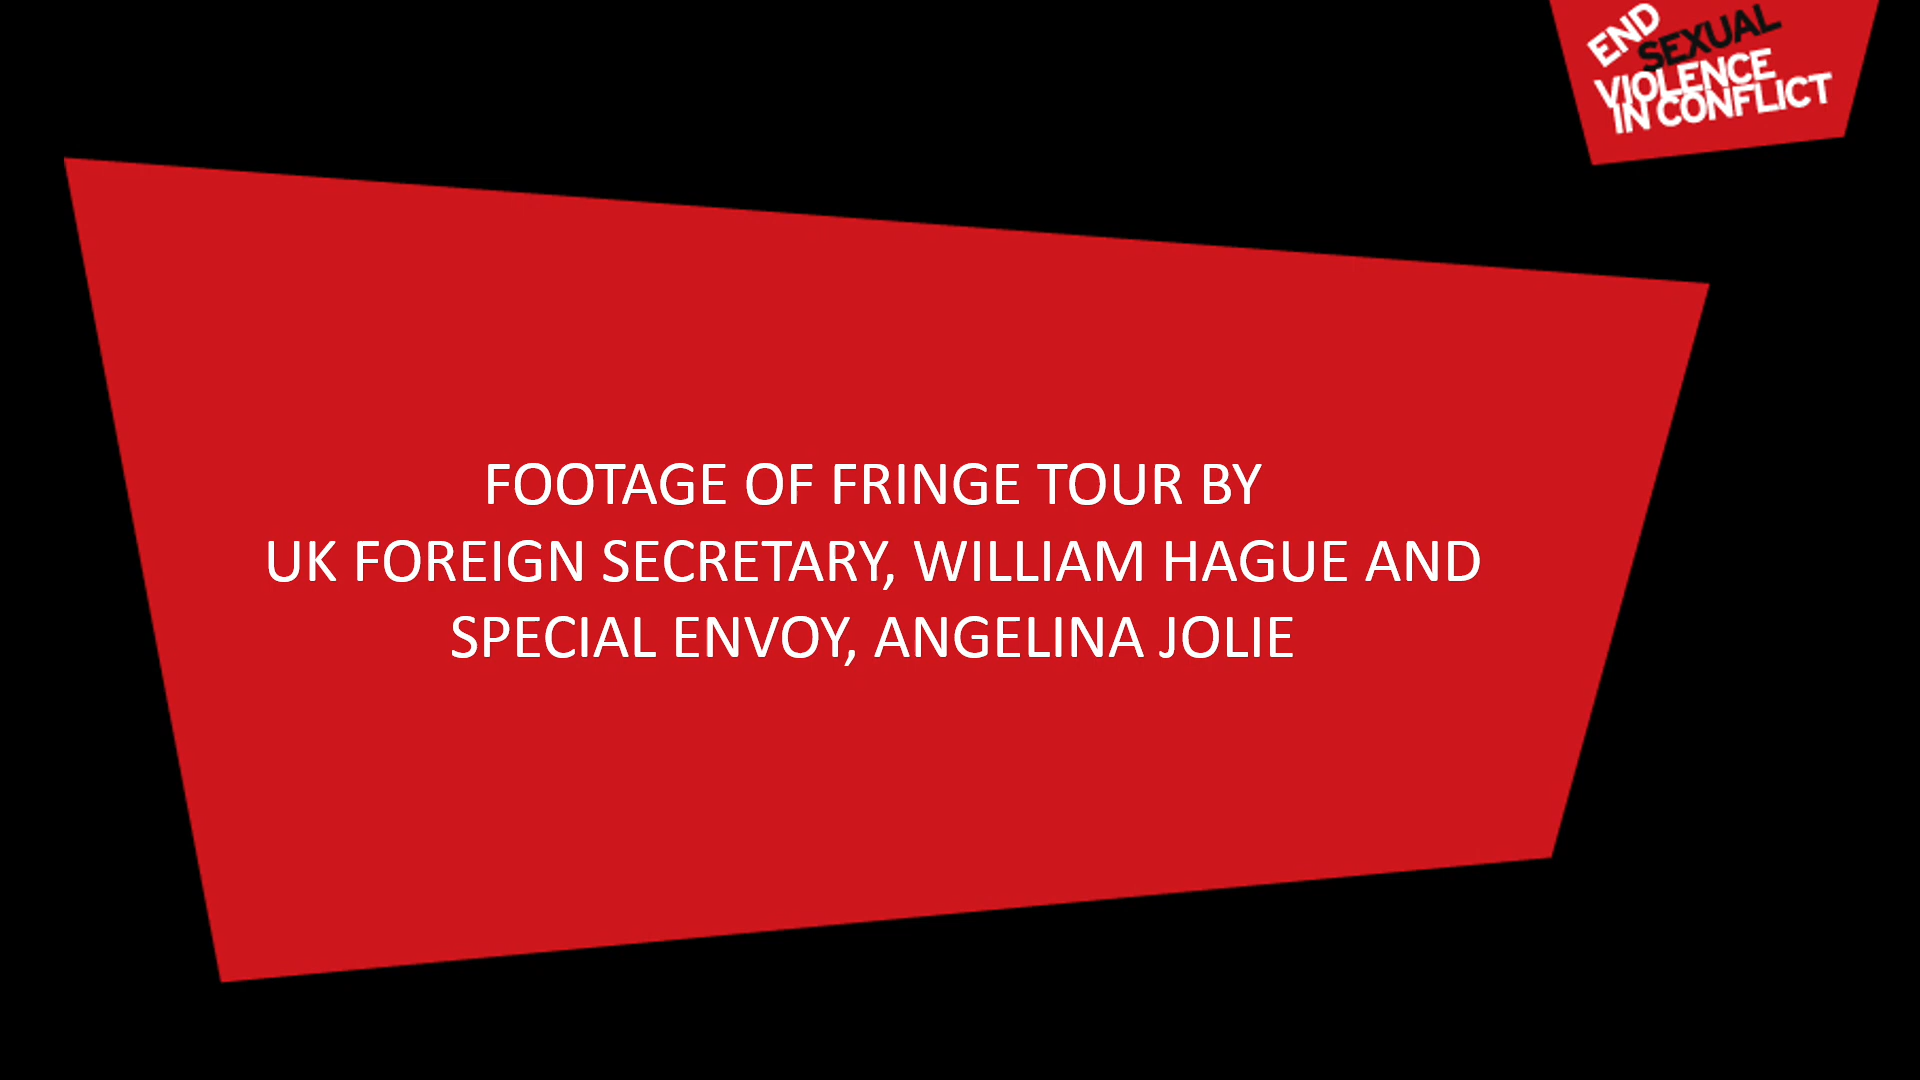 END
SEXUAL
VIOLENCE
IN CONFLICT
FOOTAGE OF FRINGE TOUR BY
UK FOREIGN SECRETARY, WILLIAM HAGUE AND
SPECIAL ENVOY, ANGELINA JOLIE